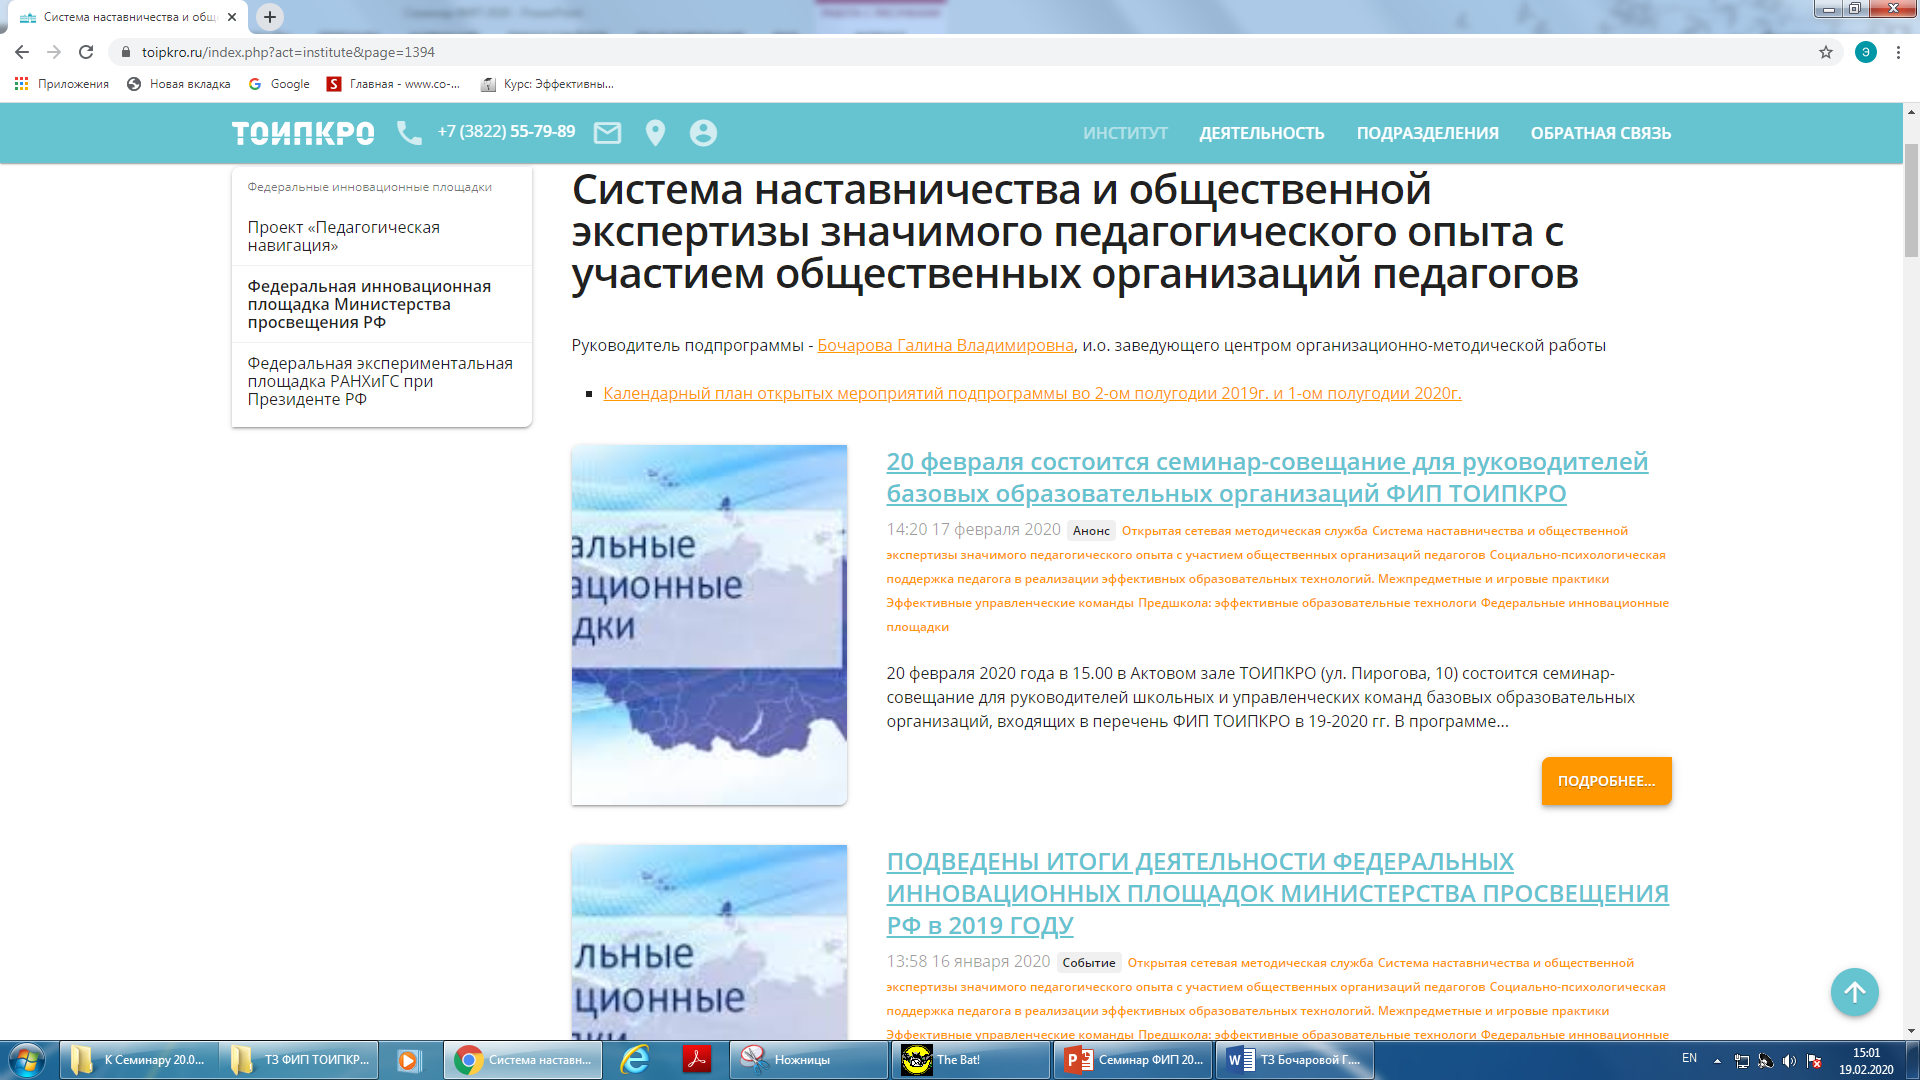 Система наставничества и общ
toipkro.ru/index.php?act=institute&page=1394
Э
Приложения
Новая вкладка
Google
Главная - www.co-...
Курс: Эффективны...
ТОИПКРО
+7 (3822) 55-79-89
ИНСТИТУТ
ДЕЯТЕЛЬНОСТЬ
ПОДРАЗДЕЛЕНИЯ
ОБРАТНАЯ СВЯЗЬ
Федеральные инновационные площадки
Проект «Педагогическая
навигация»
Федеральная инновационная
площадка Министерства
просвещения РФ
Федеральная экспериментальная
площадка РАНХиГС при
Президенте РФ
Система наставничества и общественной
экспертизы значимого педагогического опыта с
участием общественных организаций педагогов
Руководитель подпрограммы - Бочарова Галина Владимировна, и.о. заведующего центром организационно-методической работы
Календарный план открытых мероприятий подпрограммы во 2-ом полугодии 2019г. и 1-ом полугодии 2020г.
альные
ационные
дки
20 февраля состоится семинар-совещание для руководителей
базовых образовательных организаций ФИП ТОИПКРО
14:20 17 февраля 2020 Анонс Открытая сетевая методическая служба Система наставничества и общественной
экспертизы значимого педагогического опыта с участием общественных организаций педагогов Социально-психологическая
поддержка педагога в реализации эффективных образовательных технологий. Межпредметные и игровые практики
Эффективные управленческие команды Предшкола: эффективные образовательные технологи Федеральные инновационные
площадки
20 февраля 2020 года в 15.00 в Актовом зале ТОИПКРО (ул. Пирогова, 10) состоится семинар-
совещание для руководителей школьных и управленческих команд базовых образовательных
организаций, входящих в перечень ФИП ТОИПКРО в 19-2020 гг. В программе...
ПОДРОБНЕЕ...
льные
ционные
ПОДВЕДЕНЫ ИТОГИ ДЕЯТЕЛЬНОСТИ ФЕДЕРАЛЬНЫХ
ИННОВАЦИОННЫХ ПЛОЩАДОК МИНИСТЕРСТВА ПРОСВЕЩЕНИЯ
РФ в 2019 ГОДУ
13:58 16 января 2020 Событие Открытая сетевая методическая служба Система наставничества и общественной
экспертизы значимого педагогического опыта с участием общественных организаций педагогов Социально-психологическая
поддержка педагога в реализации эффективных образовательных технологий. Межпредметные и игровые практики
Эффективные управленческие команды Предшкола: эффективные образовательные технологи Федеральные инновационные
К Семинару 20.0...
ТЗ ФИП ТОИПКР...
Система наставн...
Ножницы
The Bat!
Семинар ФИП 20...
ТЗ Бочаровой Г....
EN
15:01
19.02.2020